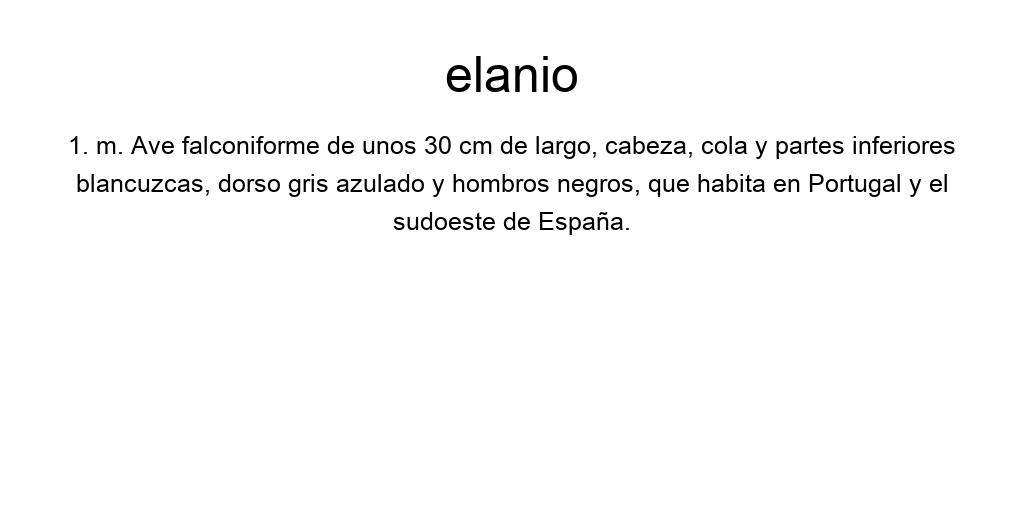 elanio
1. m. Ave falconiforme de unos 30 cm de largo, cabeza, cola y partes inferiores
blancuzcas, dorso gris azulado y hombros negros, que habita en Portugal y el
sudoeste de España.